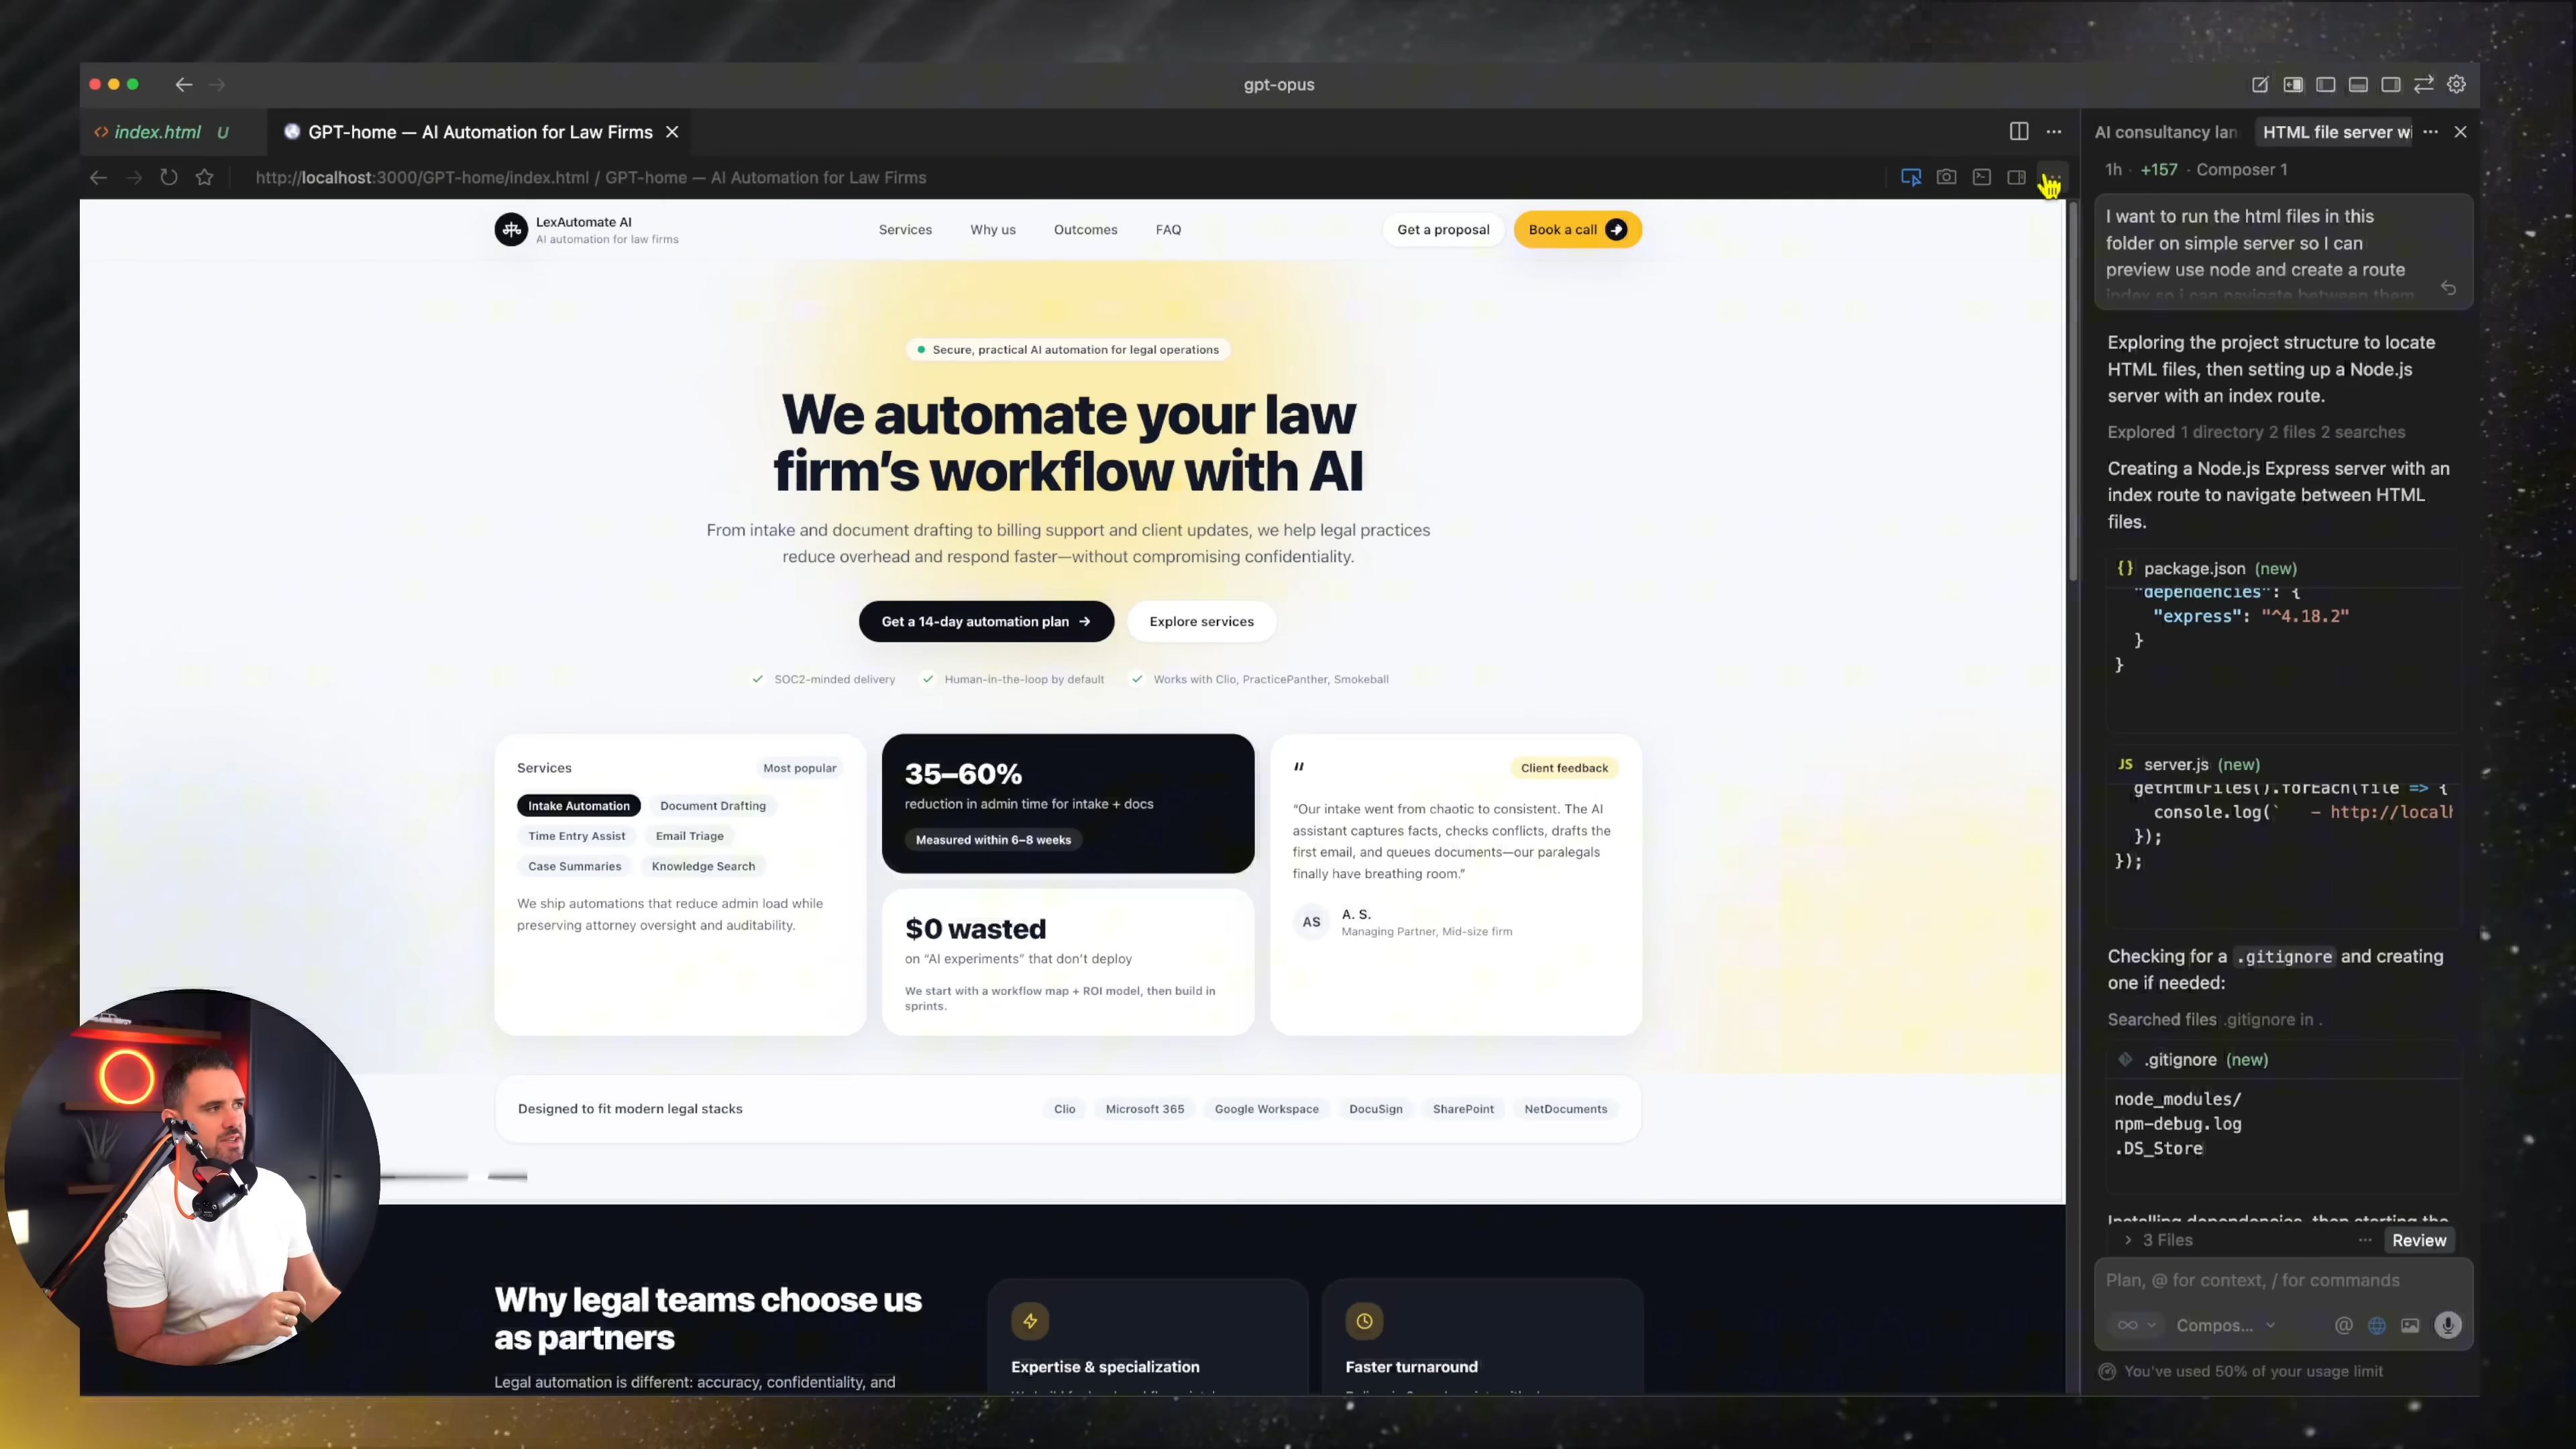 gpt-opus
index.html U
GPT-home — AI Automation for Law Firms
http://localhost:3000/GPT-home/index.html / GPT-home — AI Automation for Law Firms
LexAutomate AI
AI automation for law firms
Services Why us Outcomes FAQ
Get a proposal
Book a call
Secure, practical AI automation for legal operations
We automate your law
firm’s workflow with AI
From intake and document drafting to billing support and client updates, we help legal practices
reduce overhead and respond faster—without compromising confidentiality.
Get a 14-day automation plan →
Explore services
SOC2-minded delivery
Human-in-the-loop by default
Works with Clio, PracticePanther, Smokeball
Services
Most popular
Intake Automation Document Drafting
Time Entry Assist Email Triage
Case Summaries Knowledge Search
We ship automations that reduce admin load while
preserving attorney oversight and auditability.
35–60%
reduction in admin time for intake + docs
Measured within 6–8 weeks
$0 wasted
on “AI experiments” that don’t deploy
We start with a workflow map + ROI model, then build in
sprints.
"
Client feedback
“Our intake went from chaotic to consistent. The AI
assistant captures facts, checks conflicts, drafts the
first email, and queues documents—our paralegals
finally have breathing room.”
AS
A. S.
Managing Partner, Mid-size firm
Designed to fit modern legal stacks
Clio Microsoft 365 Google Workspace DocuSign SharePoint NetDocuments
Why legal teams choose us
as partners
Legal automation is different: accuracy, confidentiality, and
Expertise & specialization
Faster turnaround
AI consultancy lan
HTML file server wi
1h · +157 · Composer 1
I want to run the html files in this
folder on simple server so I can
preview use node and create a route
index so i can navigate between them
Exploring the project structure to locate
HTML files, then setting up a Node.js
server with an index route.
Explored 1 directory 2 files 2 searches
Creating a Node.js Express server with an
index route to navigate between HTML
files.
{} package.json (new)
"dependencies": {
"express": "^4.18.2"
}
}
JS server.js (new)
getHtmlFiles().forEach(file => {
console.log(`   – http://localh
});
});
Checking for a .gitignore and creating
one if needed:
Searched files .gitignore in .
.gitignore (new)
node_modules/
npm-debug.log
.DS_Store
Installing dependencies, then starting the
3 Files
Review
Plan, @ for context, / for commands
Compos...
You've used 50% of your usage limit